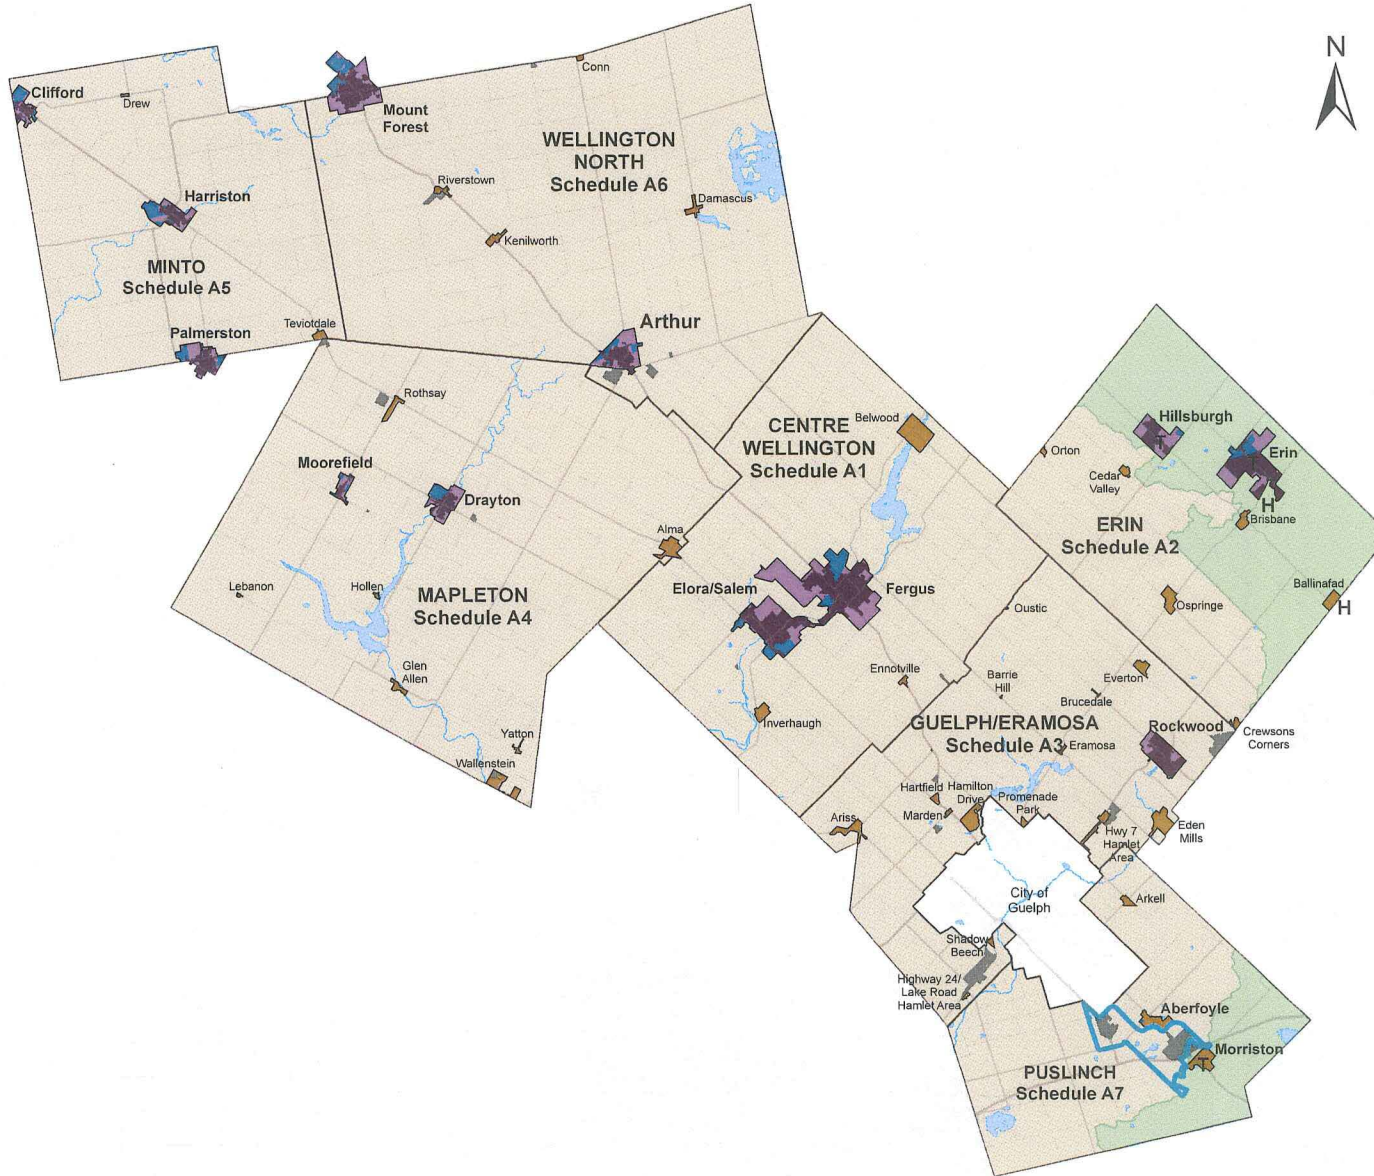 N
Clifford
Drew
Conn
Mount
Forest
WELLINGTON
NORTH
Schedule A6
Riverstown
Harriston
Damascus
Kenilworth
MINTO
Schedule A5
Teviotdale
Arthur
Palmerston
Rothsay
Belwood
CENTRE
WELLINGTON
Schedule A1
Hillsburgh
T
Erin
T
Orton
Moorefield
Cedar
Valley
Drayton
H
Brisbane
ERIN
Schedule A2
Alma
Lebanon
Hollen
MAPLETON
Schedule A4
Elora/Salem
Fergus
Ballinafad
H
Oustic
Ospringe
Glen
Allen
Ennotville
Barrie
Hill
Everton
Brucedale
Inverhaugh
GUELPH/ERAMOSA
Schedule A3
Rockwood
Crewsons
Corners
Yatton
Eramosa
Wallenstein
Hartfield
Hamilton
Drive
Promenade
Park
Ariss
Marden
Hwy 7
Hamlet
Area
Eden
Mills
City of
Guelph
Arkell
Shadow
Beech
Highway 24/
Lake Road
Hamlet Area
Aberfoyle
Morriston
T
PUSLINCH
Schedule A7